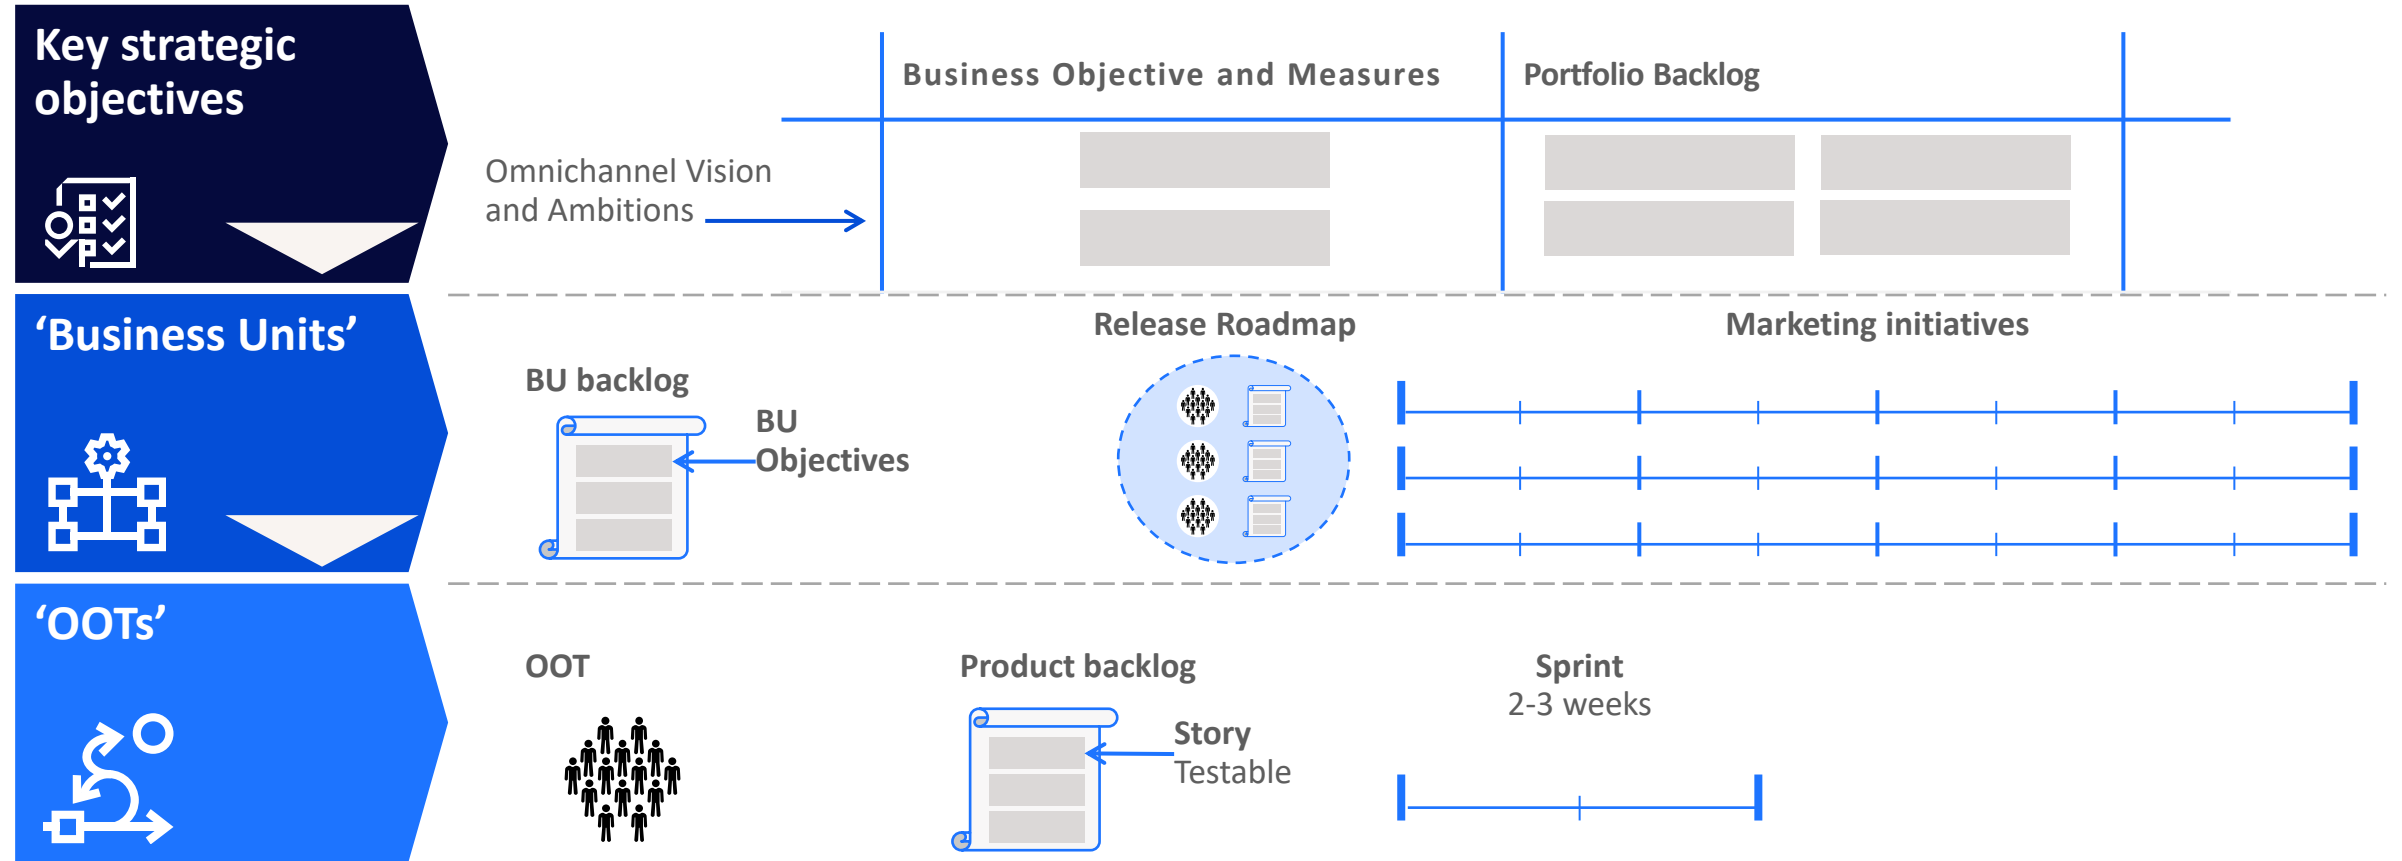 Key strategic
objectives
Business Objective and Measures
Portfolio Backlog
Omnichannel Vision
and Ambitions
‘Business Units’
Release Roadmap
Marketing initiatives
BU backlog
BU
Objectives
‘OOTs’
OOT
Product backlog
Sprint
2-3 weeks
Story
Testable